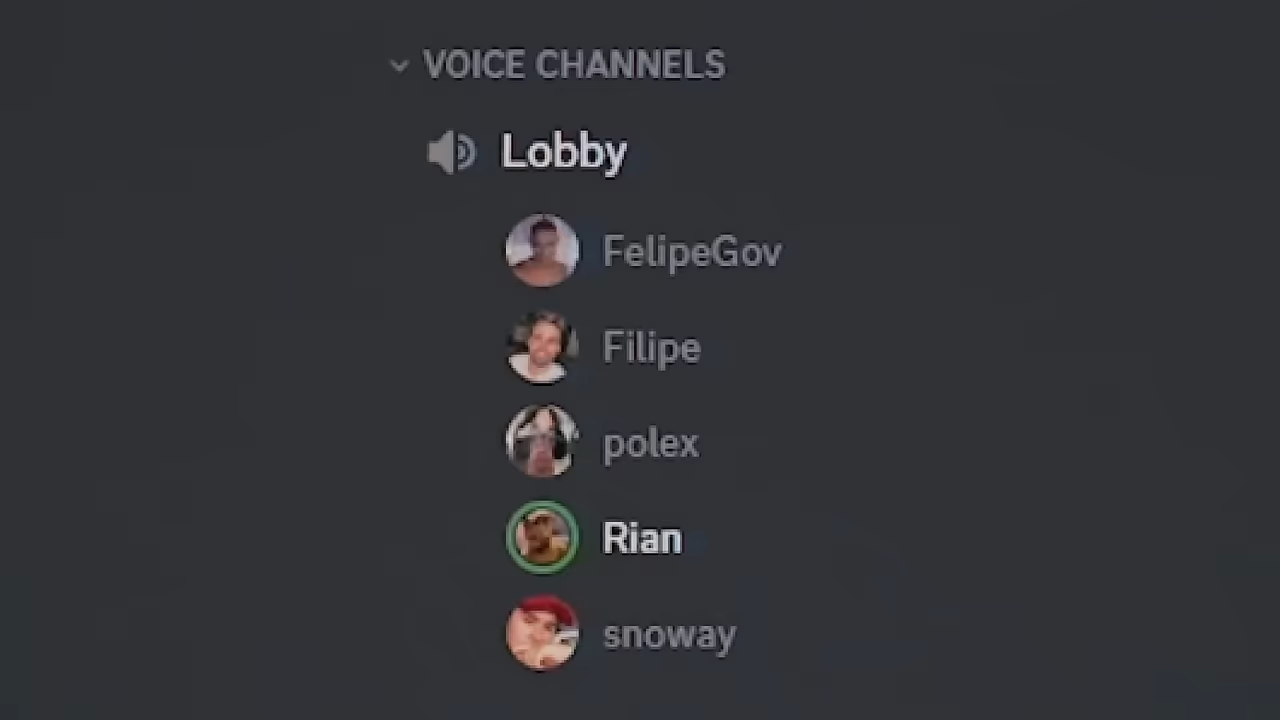 VOICE CHANNELS
Lobby
FelipeGov
Filipe
polex
Rian
snoway